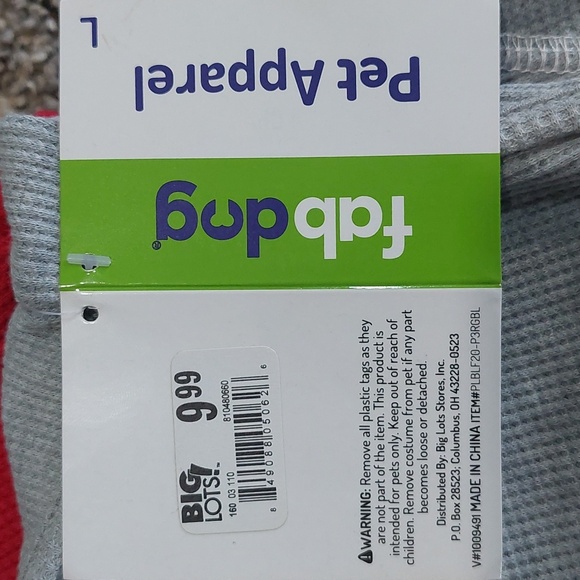 L
Pet Apparel
fabdog®
BIG
LOTS!
9.99
160 03 110
810480660
8 49088 05062 6
⚠WARNING: Remove all plastic tags as they
are not part of the item. This product is
intended for pets only. Keep out of reach of
children. Remove costume from pet if any part
becomes loose or detached.
Distributed By: Big Lots Stores, Inc.
P.O. Box 28523; Columbus, OH 43228-0523
V#1009491 MADE IN CHINA ITEM#PLBLF20-P3RGBL